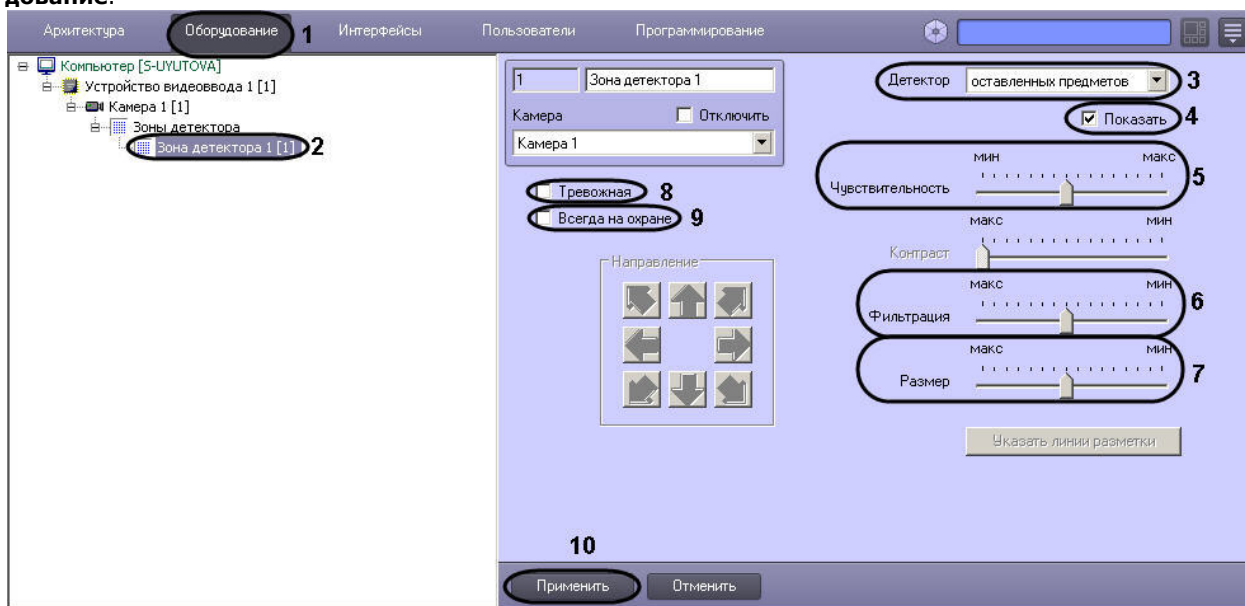 дование.
Архитектура Оборудование 1 Интерфейсы Пользователи Программирование
Компьютер [S-UYUTOVA]
Устройство видеоввода 1 [1]
Камера 1 [1]
Зоны детектора
Зона детектора 1 [1] 2
1 Зона детектора 1
Камера Отключить
Камера 1
Тревожная 8
Всегда на охране 9
Направление
Детектор оставленных предметов 3
Показать 4
мин макс
Чувствительность 5
макс мин
Контраст
макс мин
Фильтрация 6
макс мин
Размер 7
Указать линии разметки
10
Применить Отменить